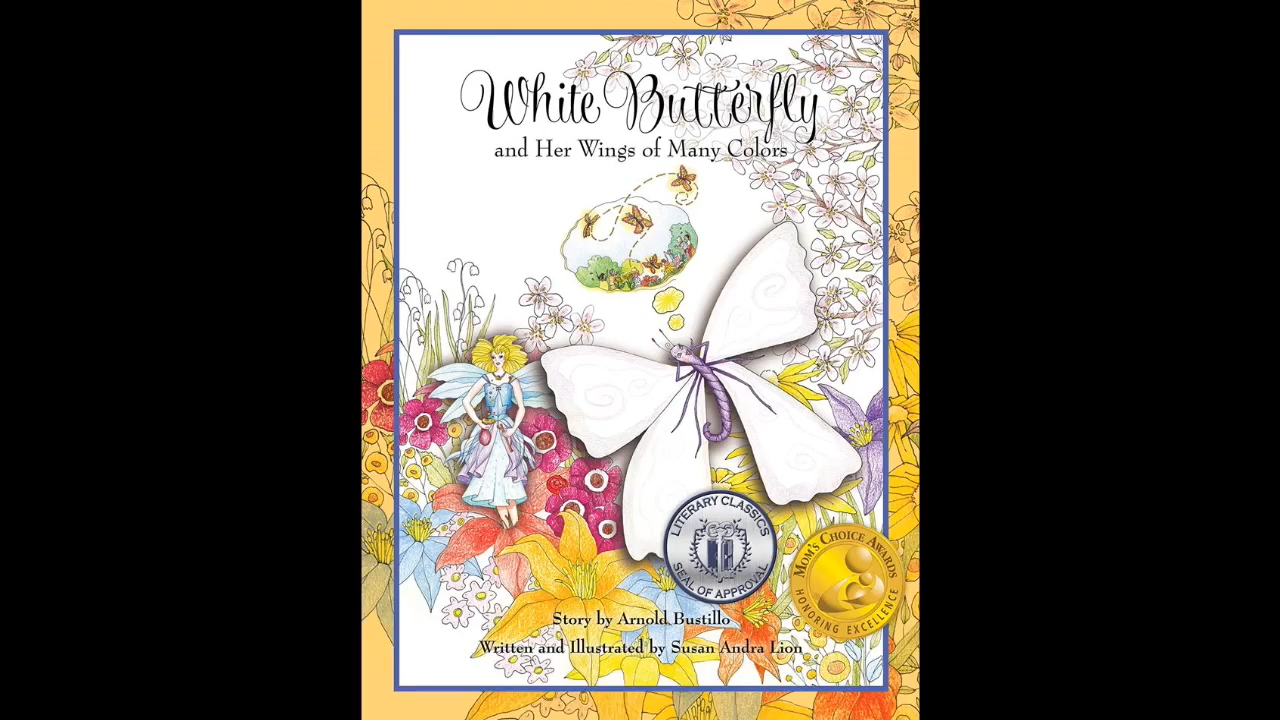 White Butterfly
and Her Wings of Many Colors
LITERARY CLASSICS
SEAL OF APPROVAL
MOM'S CHOICE AWARDS
HONORING EXCELLENCE
Story by Arnold Bustillo
Written and Illustrated by Susan Andra Lion